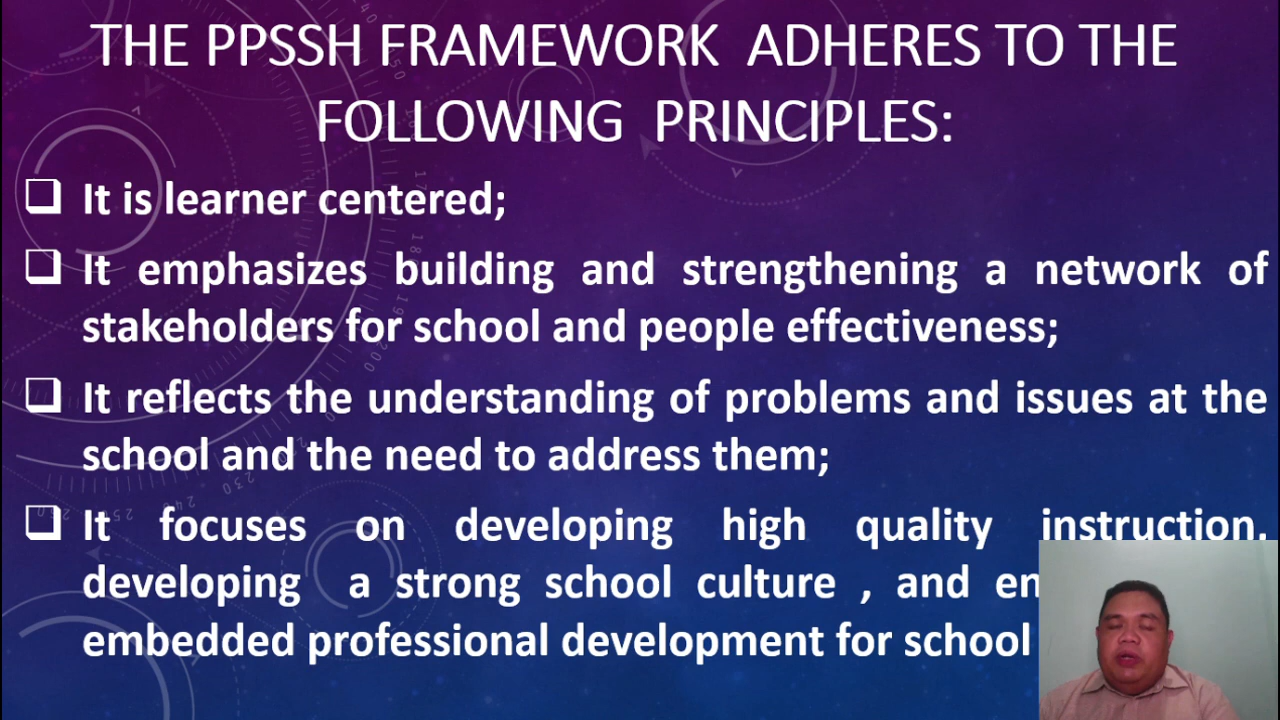 THE PPSSH FRAMEWORK ADHERES TO THE
FOLLOWING PRINCIPLES:
It is learner centered;
It emphasizes building and strengthening a network of
stakeholders for school and people effectiveness;
It reflects the understanding of problems and issues at the
school and the need to address them;
It focuses on developing high quality instruction,
developing a strong school culture , and
embedded professional development for school